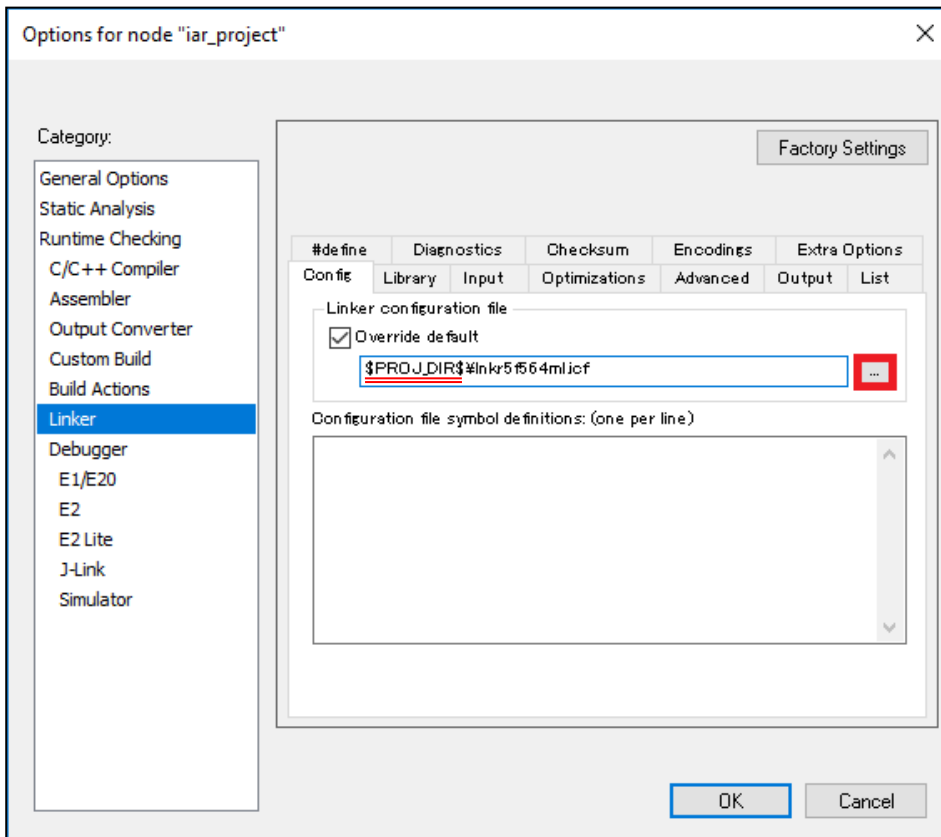 Options for node "iar_project"
Category:
Factory Settings
General Options
Static Analysis
Runtime Checking
C/C++ Compiler
Assembler
Output Converter
Custom Build
Build Actions
Linker
Debugger
E1/E20
E2
E2 Lite
J-Link
Simulator
#define Diagnostics Checksum Encodings Extra Options
Config Library Input Optimizations Advanced Output List
Linker configuration file
Override default
$PROJ_DIR$¥lnkr5f564ml.icf
...
Configuration file symbol definitions: (one per line)
OK Cancel